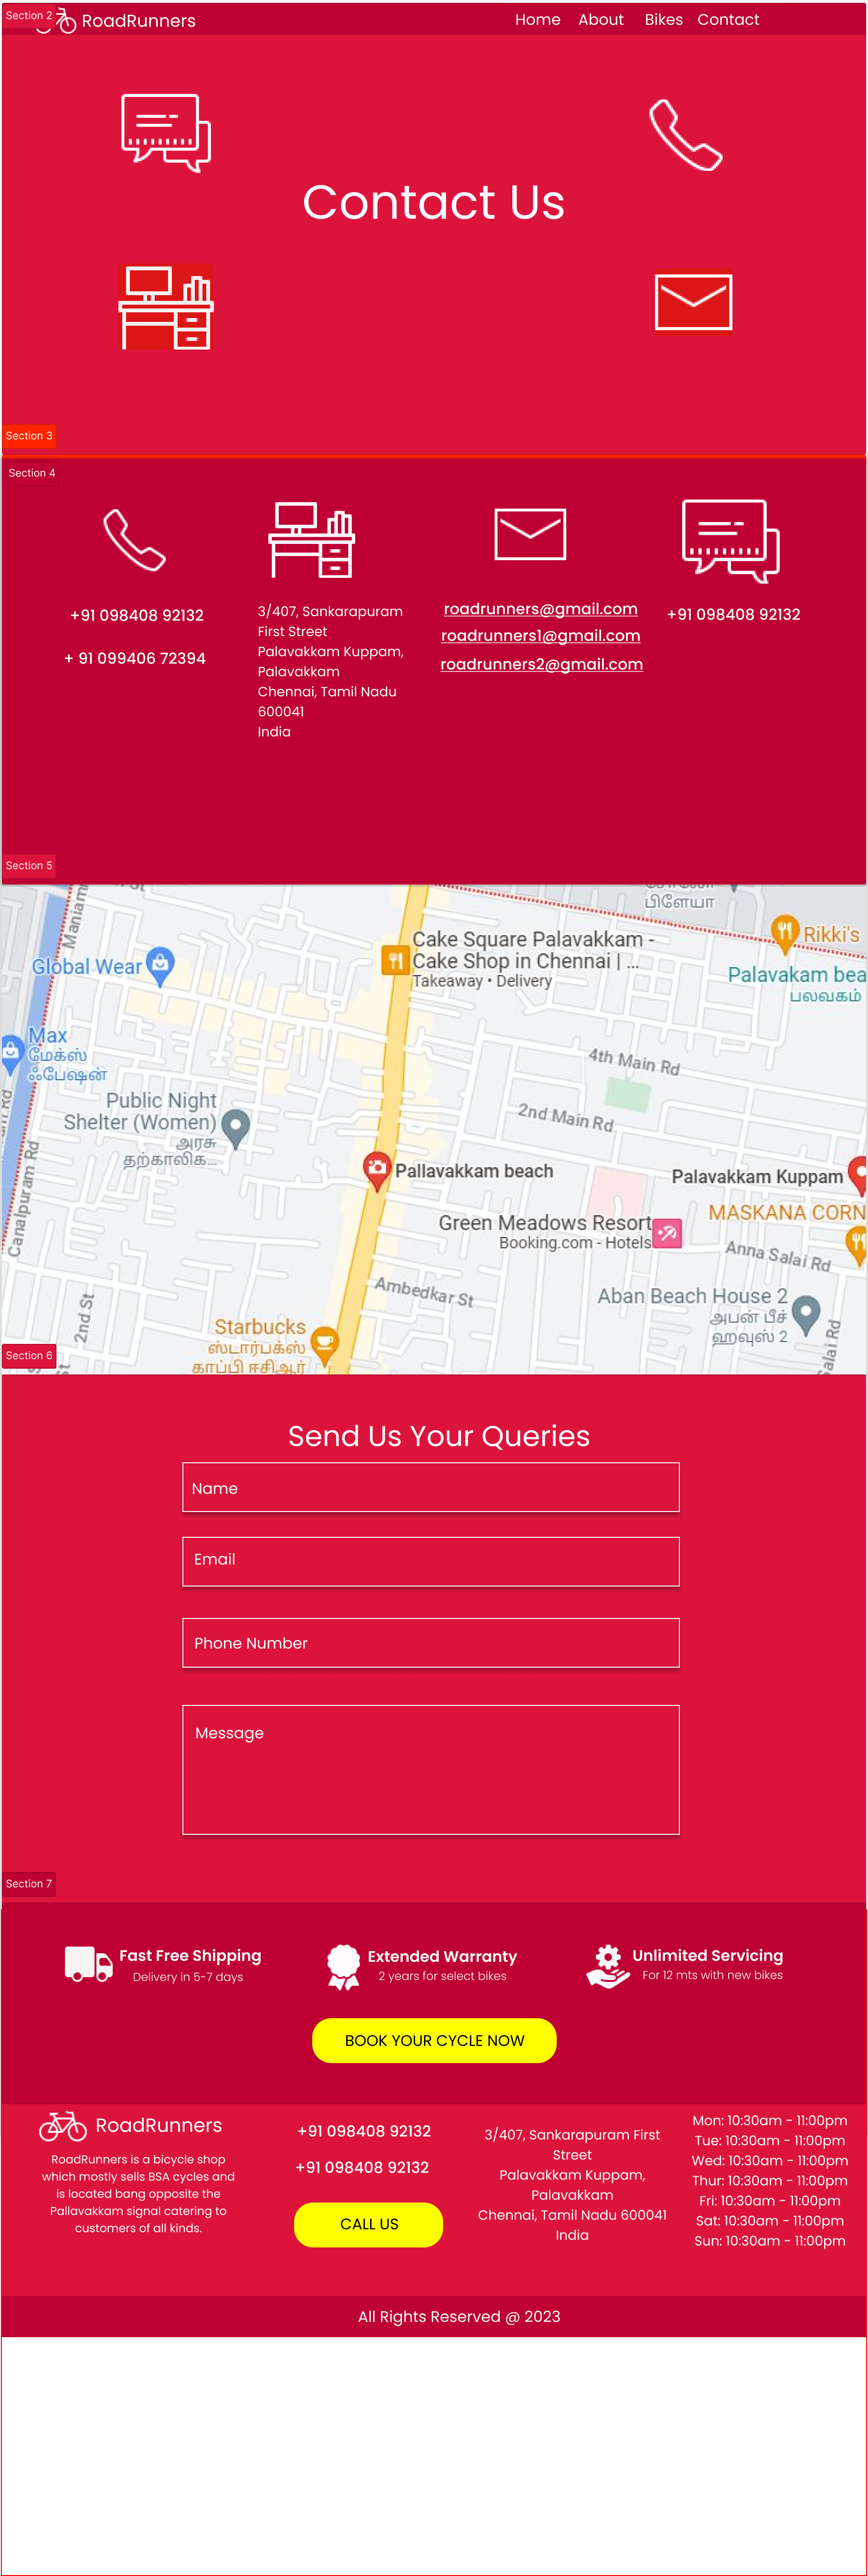 Section 2
RoadRunners
Home About Bikes Contact
Contact Us
Section 3
Section 4
+91 098408 92132
+ 91 099406 72394
3/407, Sankarapuram
First Street
Palavakkam Kuppam,
Palavakkam
Chennai, Tamil Nadu
600041
India
roadrunners@gmail.com
roadrunners1@gmail.com
roadrunners2@gmail.com
+91 098408 92132
Section 5
Maniam
St
பிளேயா
Cake Square Palavakkam -
Cake Shop in Chennai | ...
Takeaway • Delivery
Rikki's
Global Wear
Palavakam bea
பலவகம்
Max
மேக்ஸ்
ஃபேஷன்
4th Main Rd
Public Night
Shelter (Women)
அரசு
தற்காலிக...
2nd Main Rd
Rd
Canalpuram Rd
Pallavakkam beach
Palavakkam Kuppam
MASKANA CORN
Green Meadows Resort
Booking.com - Hotels
Anna Salai Rd
Ambedkar St
Aban Beach House 2
அபன் பீச்
ஹவுஸ் 2
2nd St
Starbucks
ஸ்டார்பக்ஸ்
காப்பி ஈசிஆர்
Salai Rd
St
Section 6
Send Us Your Queries
Name
Email
Phone Number
Message
Section 7
Fast Free Shipping
Delivery in 5-7 days
Extended Warranty
2 years for select bikes
Unlimited Servicing
For 12 mts with new bikes
BOOK YOUR CYCLE NOW
RoadRunners
RoadRunners is a bicycle shop
which mostly sells BSA cycles and
is located bang opposite the
Pallavakkam signal catering to
customers of all kinds.
+91 098408 92132
+91 098408 92132
CALL US
3/407, Sankarapuram First
Street
Palavakkam Kuppam,
Palavakkam
Chennai, Tamil Nadu 600041
India
Mon: 10:30am - 11:00pm
Tue: 10:30am - 11:00pm
Wed: 10:30am - 11:00pm
Thur: 10:30am - 11:00pm
Fri: 10:30am - 11:00pm
Sat: 10:30am - 11:00pm
Sun: 10:30am - 11:00pm
All Rights Reserved @ 2023